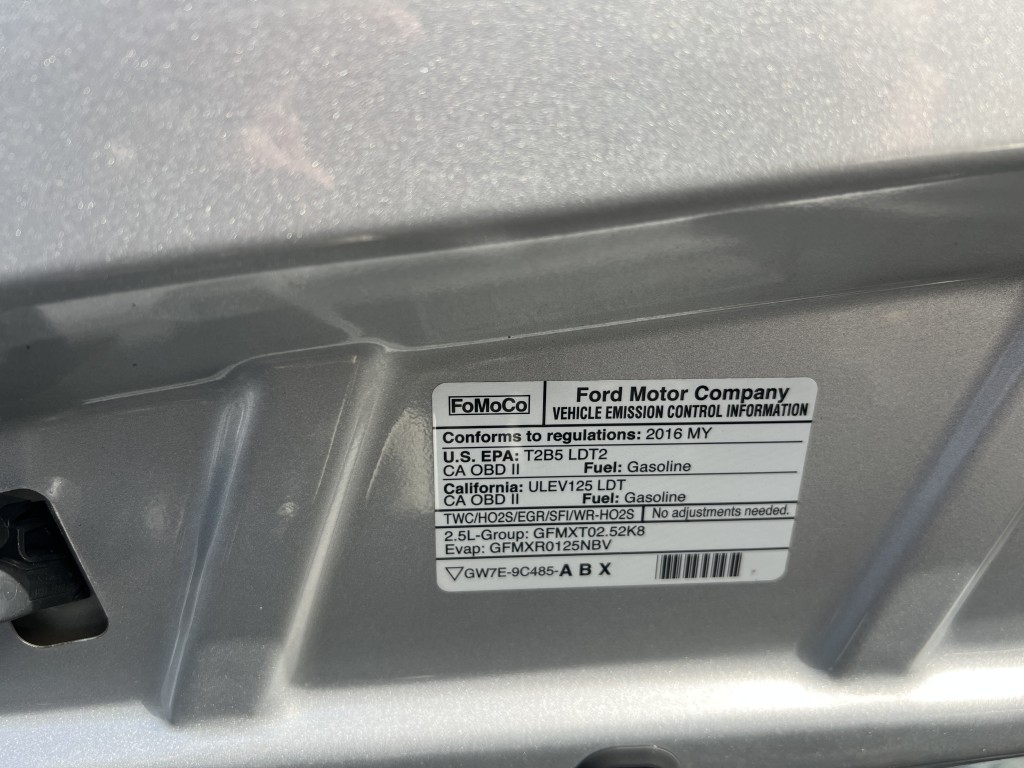 FoMoCo
Ford Motor Company
VEHICLE EMISSION CONTROL INFORMATION
Conforms to regulations: 2016 MY
U.S. EPA: T2B5 LDT2
CA OBD II Fuel: Gasoline
California: ULEV125 LDT
CA OBD II Fuel: Gasoline
TWC/HO2S/EGR/SFI/WR-HO2S No adjustments needed.
2.5L-Group: GFMXT02.52K8
Evap: GFMXR0125NBV
GW7E-9C485-A B X